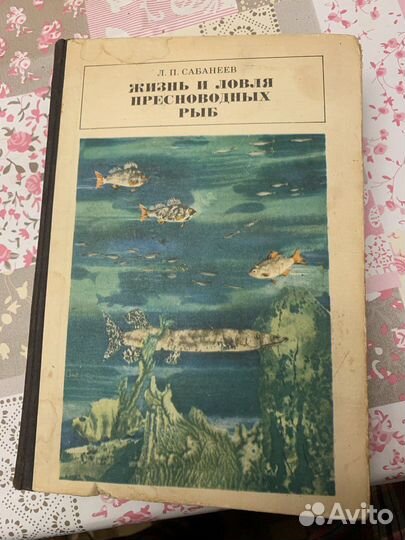 Л. П. САБАНЕЕВ
ЖИЗНЬ И ЛОВЛЯ
ПРЕСНОВОДНЫХ
РЫБ
Avito